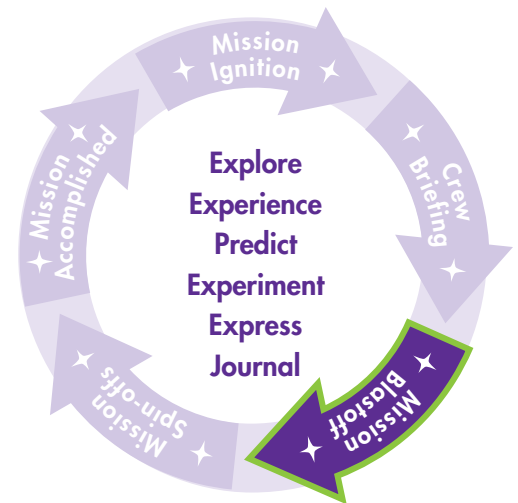 Mission
Ignition
Crew
Briefing
Mission
Blastoff
Mission
Spin-offs
Mission
Accomplished
Explore
Experience
Predict
Experiment
Express
Journal